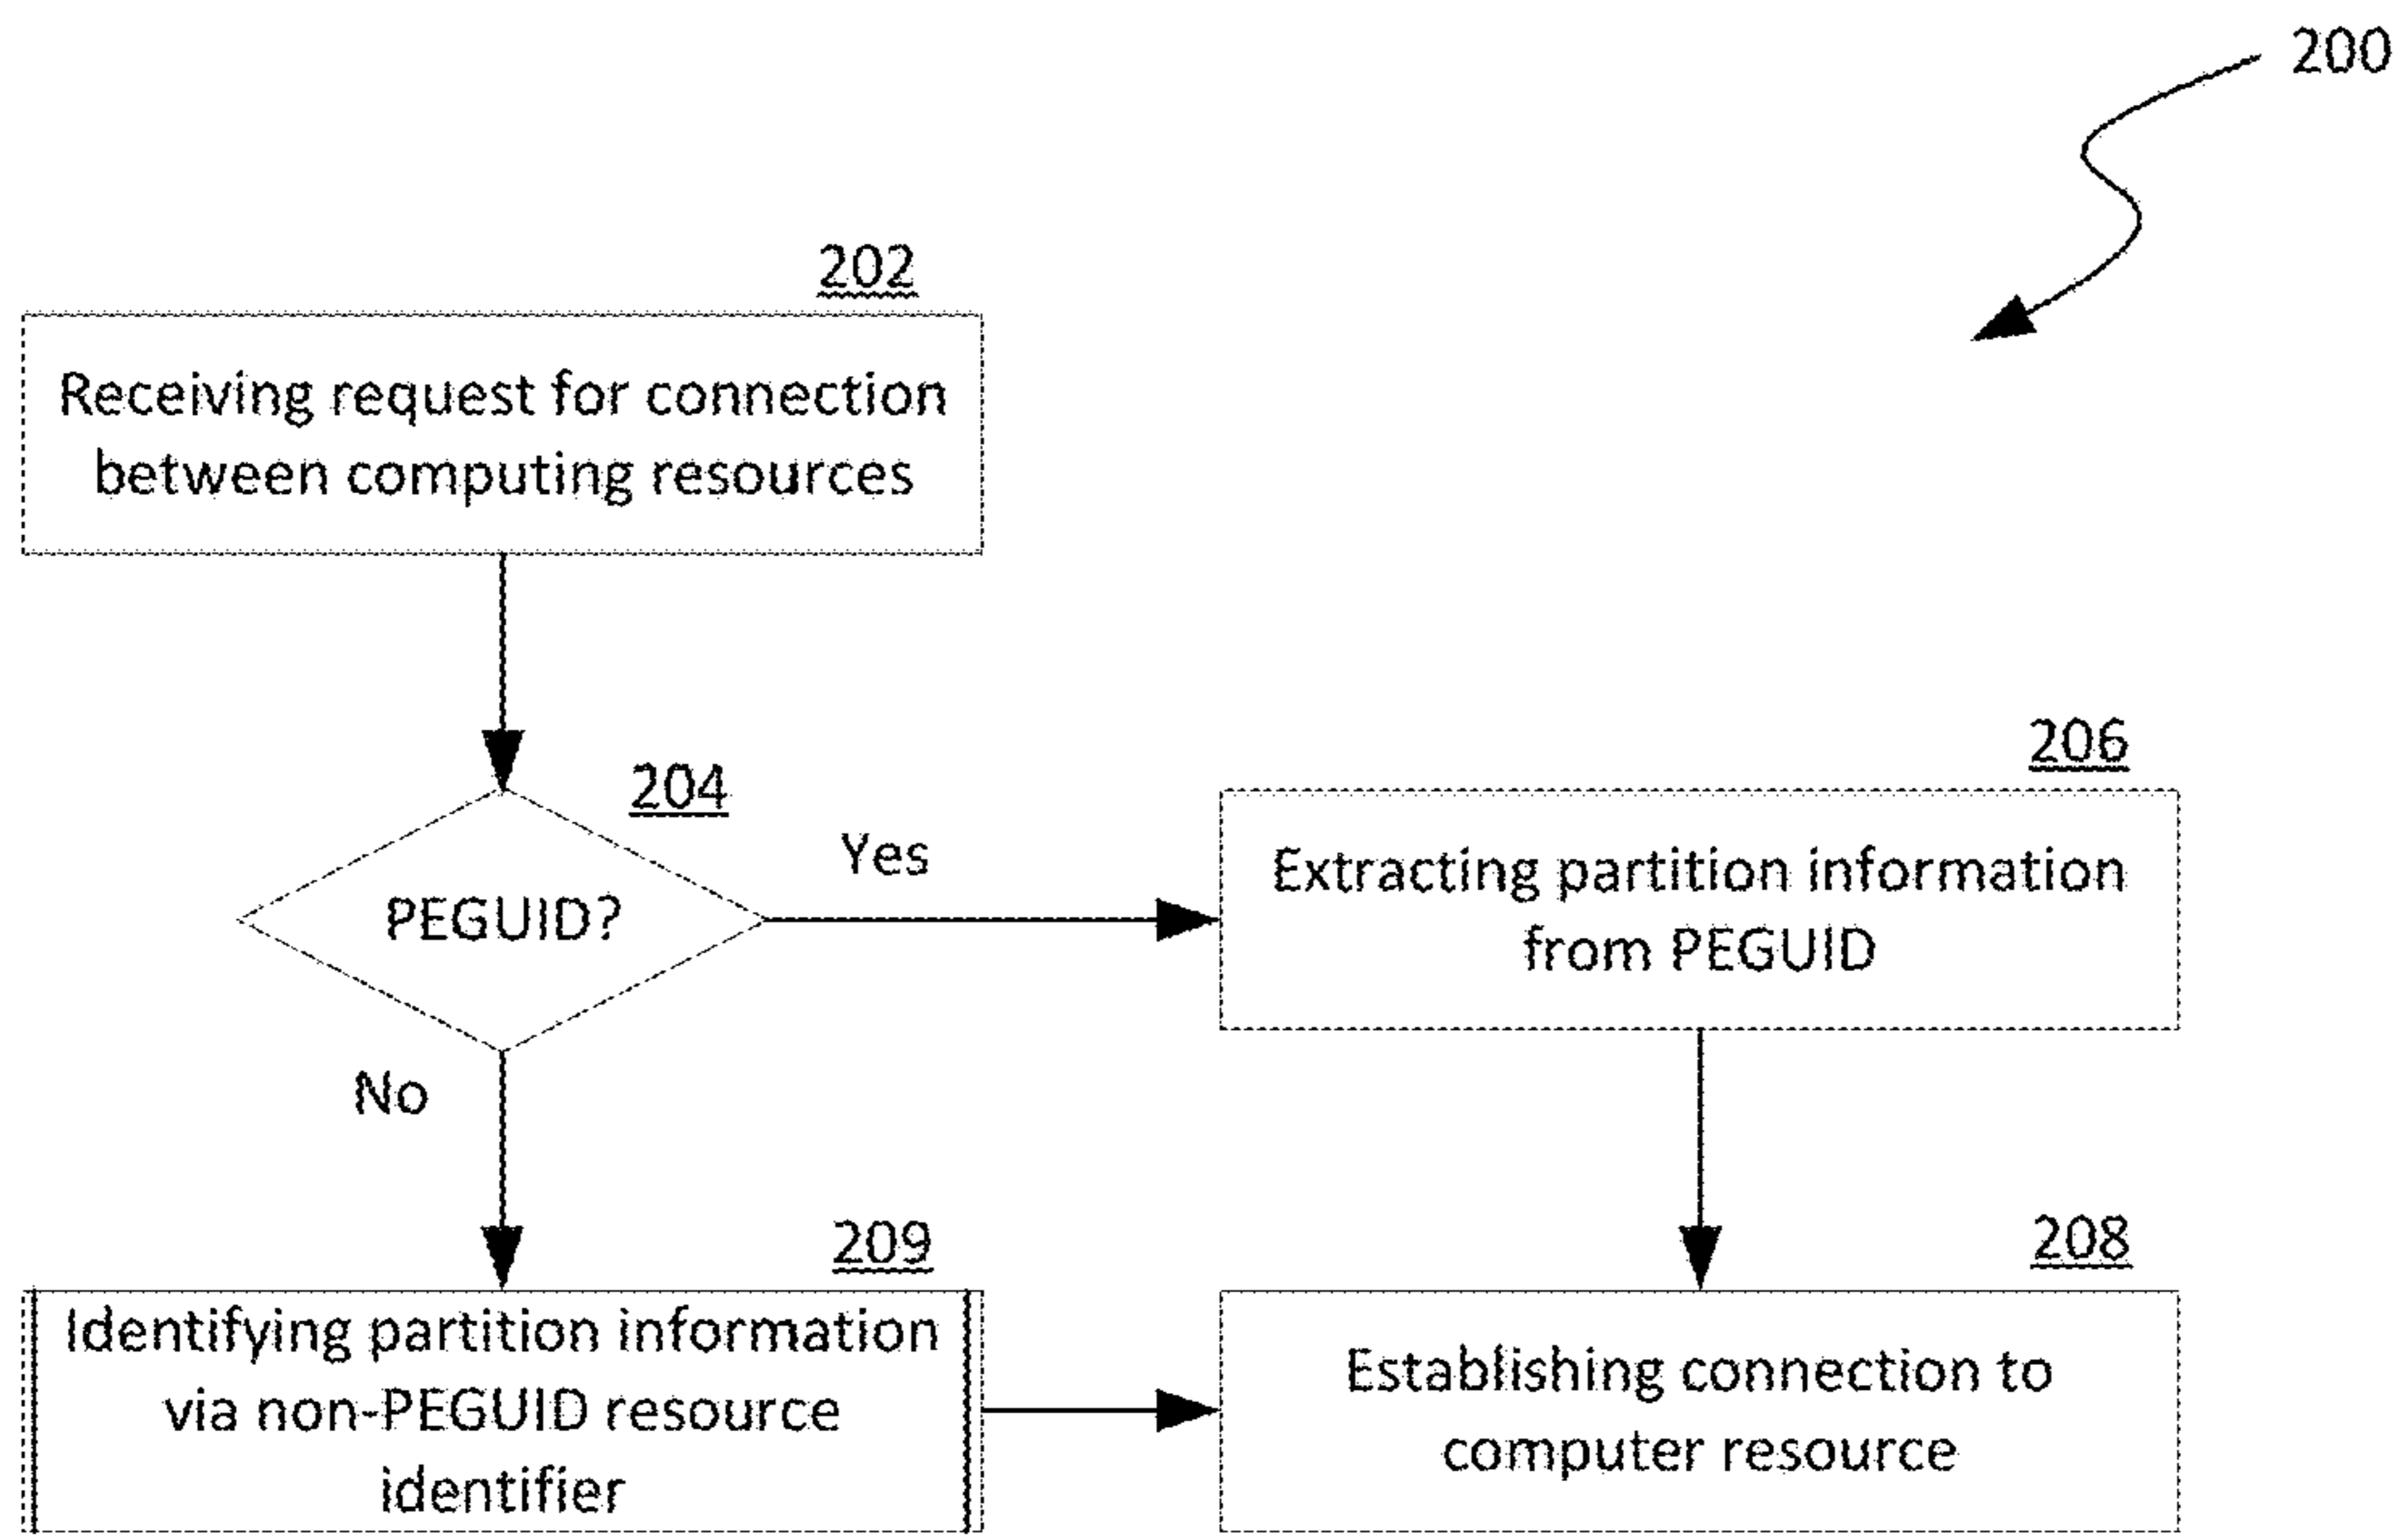 200
202
Receiving request for connection
between computing resources
204
PEGUID?
Yes
206
Extracting partition information
from PEGUID
No
209
Identifying partition information
via non-PEGUID resource
identifier
208
Establishing connection to
computer resource